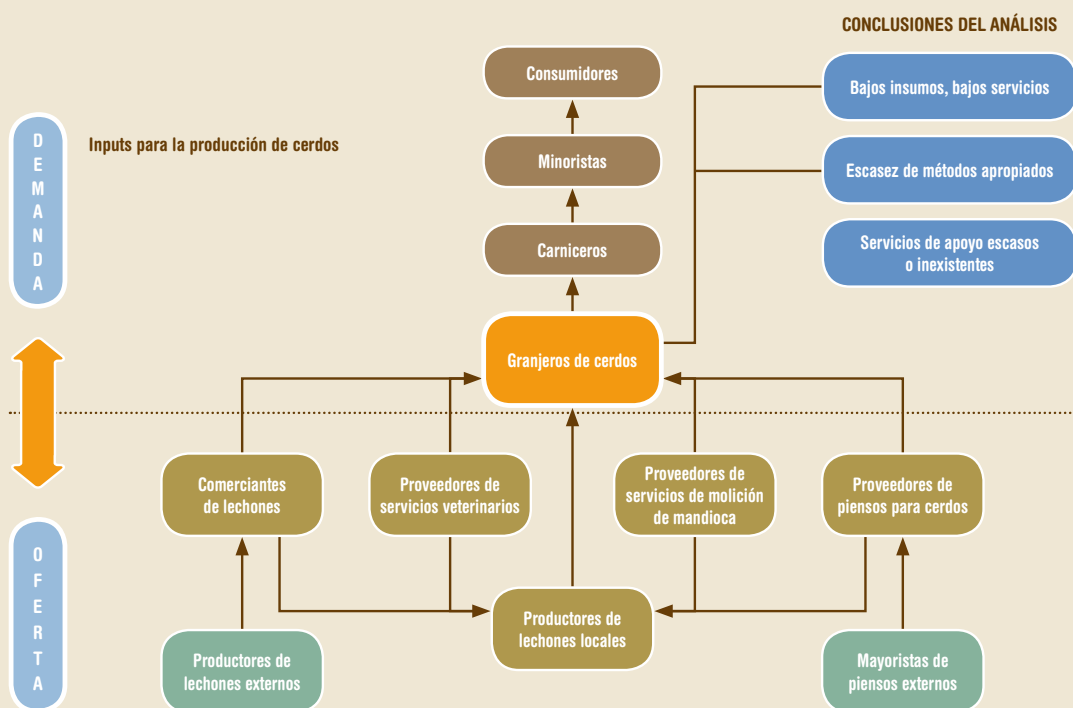 CONCLUSIONES DEL ANÁLISIS
Consumidores
Bajos insumos, bajos servicios
DEMANDA
Inputs para la producción de cerdos
Minoristas
Escasez de métodos apropiados
Carniceros
Servicios de apoyo escasos
o inexistentes
Granjeros de cerdos
Comerciantes
de lechones
Proveedores de
servicios veterinarios
Proveedores de
servicios de molición
de mandioca
Proveedores de
piensos para cerdos
OFERTA
Productores de
lechones locales
Productores de
lechones externos
Mayoristas de
piensos externos